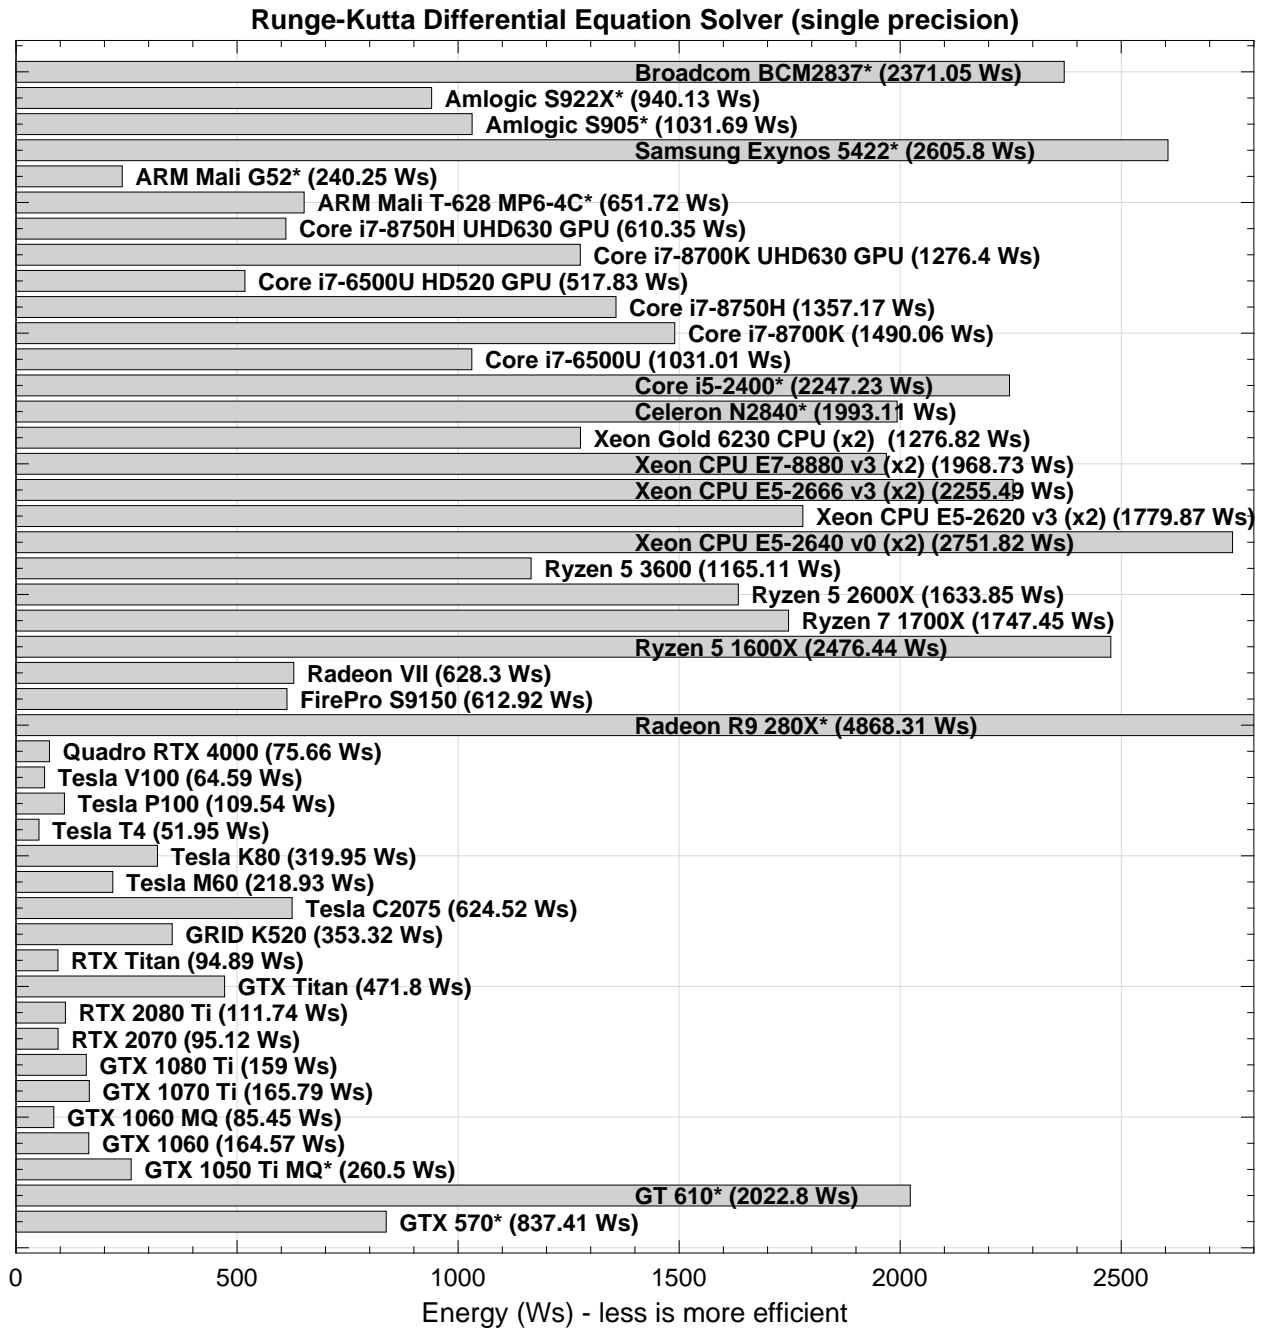 Runge-Kutta Differential Equation Solver (single precision)
Broadcom BCM2837* (2371.05 Ws)
Amlogic S922X* (940.13 Ws)
Amlogic S905* (1031.69 Ws)
Samsung Exynos 5422* (2605.8 Ws)
ARM Mali G52* (240.25 Ws)
ARM Mali T-628 MP6-4C* (651.72 Ws)
Core i7-8750H UHD630 GPU (610.35 Ws)
Core i7-8700K UHD630 GPU (1276.4 Ws)
Core i7-6500U HD520 GPU (517.83 Ws)
Core i7-8750H (1357.17 Ws)
Core i7-8700K (1490.06 Ws)
Core i7-6500U (1031.01 Ws)
Core i5-2400* (2247.23 Ws)
Celeron N2840* (1993.11 Ws)
Xeon Gold 6230 CPU (x2) (1276.82 Ws)
Xeon CPU E7-8880 v3 (x2) (1968.73 Ws)
Xeon CPU E5-2666 v3 (x2) (2255.49 Ws)
Xeon CPU E5-2620 v3 (x2) (1779.87 Ws)
Xeon CPU E5-2640 v0 (x2) (2751.82 Ws)
Ryzen 5 3600 (1165.11 Ws)
Ryzen 5 2600X (1633.85 Ws)
Ryzen 7 1700X (1747.45 Ws)
Ryzen 5 1600X (2476.44 Ws)
Radeon VII (628.3 Ws)
FirePro S9150 (612.92 Ws)
Radeon R9 280X* (4868.31 Ws)
Quadro RTX 4000 (75.66 Ws)
Tesla V100 (64.59 Ws)
Tesla P100 (109.54 Ws)
Tesla T4 (51.95 Ws)
Tesla K80 (319.95 Ws)
Tesla M60 (218.93 Ws)
Tesla C2075 (624.52 Ws)
GRID K520 (353.32 Ws)
RTX Titan (94.89 Ws)
GTX Titan (471.8 Ws)
RTX 2080 Ti (111.74 Ws)
RTX 2070 (95.12 Ws)
GTX 1080 Ti (159 Ws)
GTX 1070 Ti (165.79 Ws)
GTX 1060 MQ (85.45 Ws)
GTX 1060 (164.57 Ws)
GTX 1050 Ti MQ* (260.5 Ws)
GT 610* (2022.8 Ws)
GTX 570* (837.41 Ws)
0 500 1000 1500 2000 2500
Energy (Ws) - less is more efficient